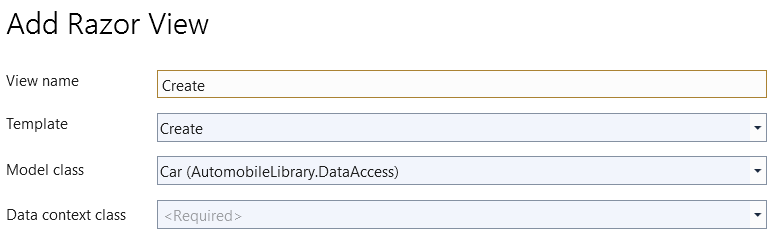 Add Razor View
View name Create
Template Create
Model class Car (AutomobileLibrary.DataAccess)
Data context class <Required>